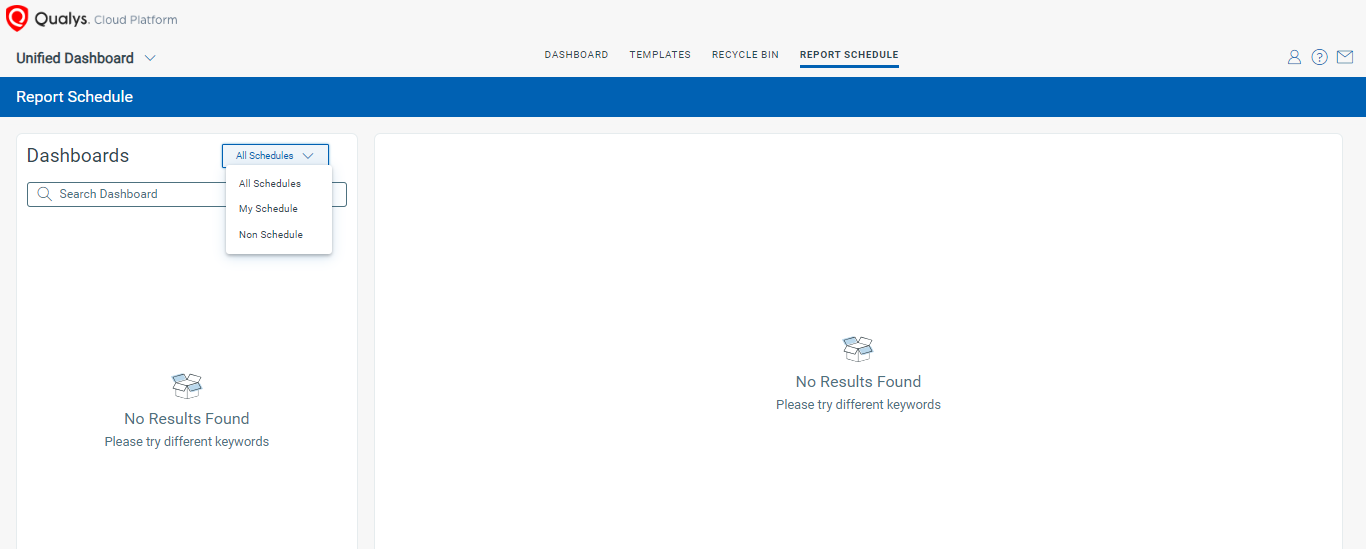 Qualys. Cloud Platform
Unified Dashboard
DASHBOARD TEMPLATES RECYCLE BIN REPORT SCHEDULE
Report Schedule
Dashboards
All Schedules
Search Dashboard
All Schedules
My Schedule
Non Schedule
No Results Found
Please try different keywords
No Results Found
Please try different keywords